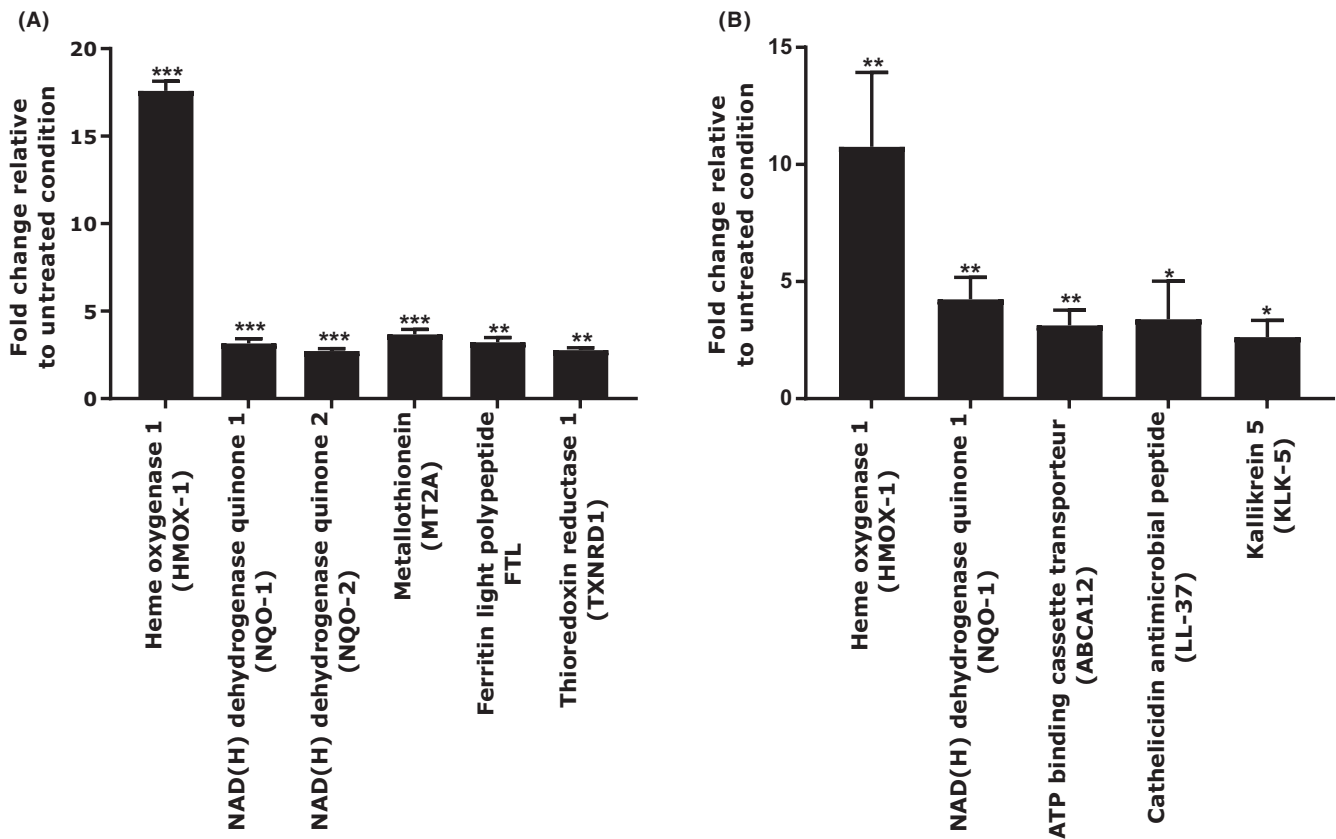 (A)
Fold change relative
to untreated condition
20
15
10
5
0
***
***
***
***
**
**
Heme oxygenase 1
(HMOX-1)
NAD(H) dehydrogenase quinone 1
(NQO-1)
NAD(H) dehydrogenase quinone 2
(NQO-2)
Metallothionein
(MT2A)
Ferritin light polypeptide
FTL
Thioredoxin reductase 1
(TXNRD1)
(B)
Fold change relative
to untreated condition
15
10
5
0
**
**
**
*
*
Heme oxygenase 1
(HMOX-1)
NAD(H) dehydrogenase quinone 1
(NQO-1)
ATP binding cassette transporteur
(ABCA12)
Cathelicidin antimicrobial peptide
(LL-37)
Kallikrein 5
(KLK-5)